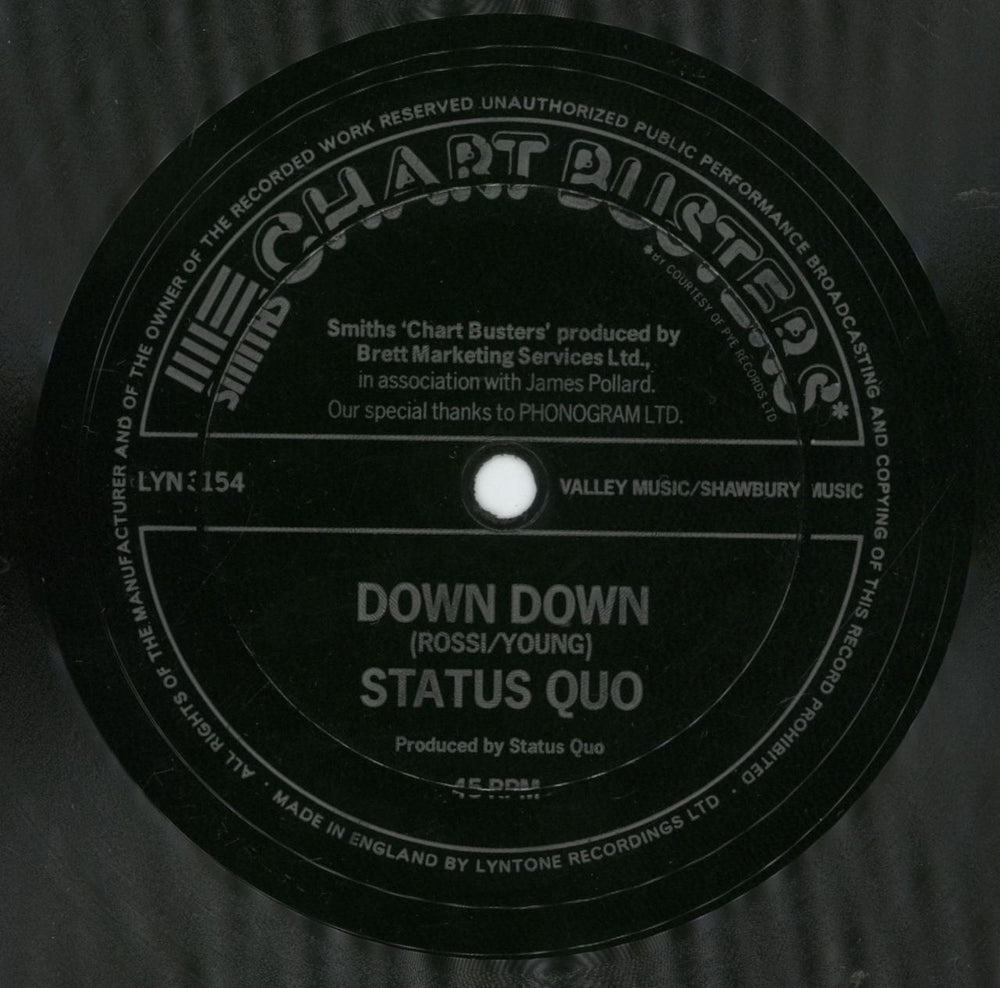 ALL RIGHTS OF THE MANUFACTURER AND OF THE OWNER OF THE RECORDED WORK RESERVED UNAUTHORIZED PUBLIC PERFORMANCE BROADCASTING AND COPYING OF THIS RECORD PROHIBITED
SMITHS CHART BUSTERS*
*BY COURTESY OF PYE RECORDS LTD
Smiths 'Chart Busters' produced by
Brett Marketing Services Ltd.,
in association with James Pollard.
Our special thanks to PHONOGRAM LTD.
LYN 3154
VALLEY MUSIC/SHAWBURY MUSIC
DOWN DOWN
(ROSSI/YOUNG)
STATUS QUO
Produced by Status Quo
45 RPM
· MADE IN ENGLAND BY LYNTONE RECORDINGS LTD ·